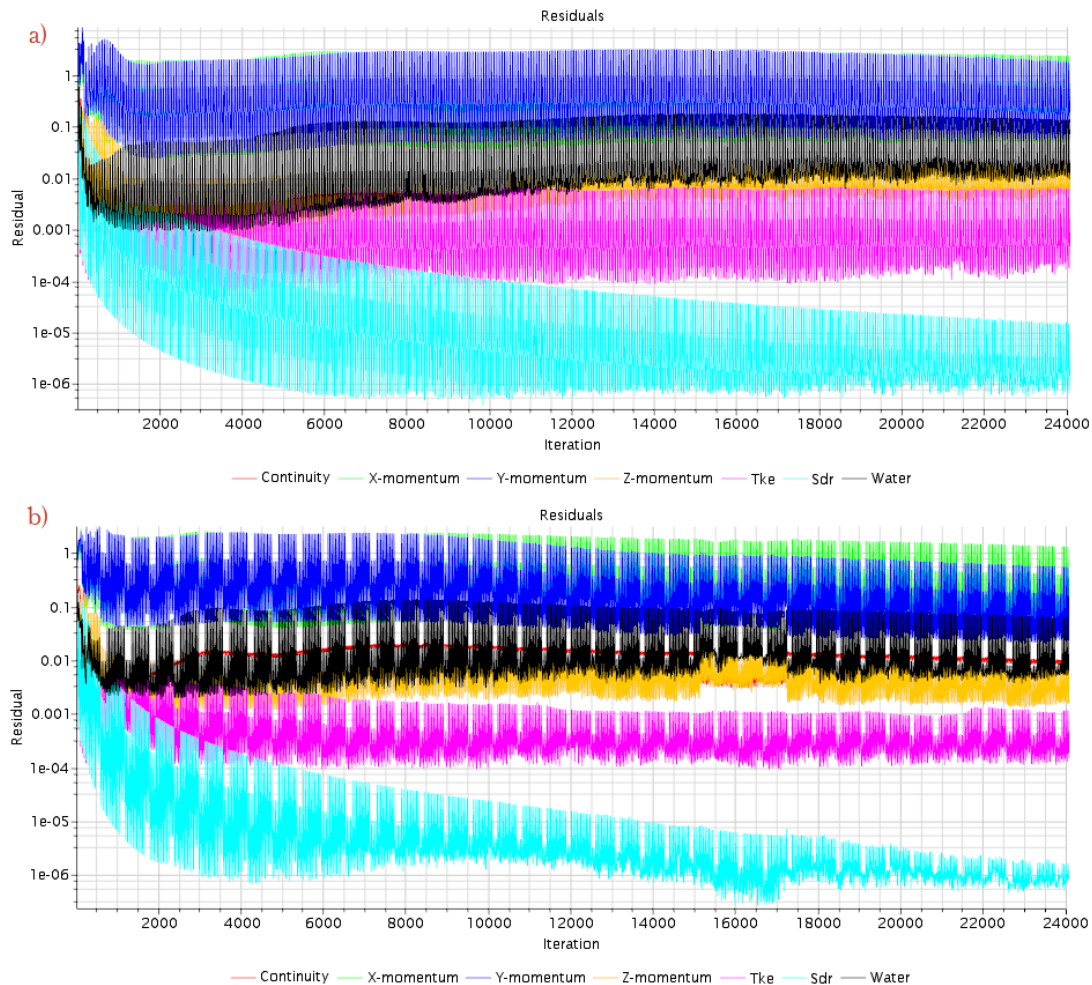 Residuals
a)
1
0.1
0.01
0.001
1e-04
1e-05
1e-06
Residual
2000 4000 6000 8000 10000 12000 14000 16000 18000 20000 22000 24000
Iteration
Continuity X-momentum Y-momentum Z-momentum Tke Sdr Water
b)
Residuals
1
0.1
0.01
0.001
1e-04
1e-05
1e-06
Residual
2000 4000 6000 8000 10000 12000 14000 16000 18000 20000 22000 24000
Iteration
Continuity X-momentum Y-momentum Z-momentum Tke Sdr Water